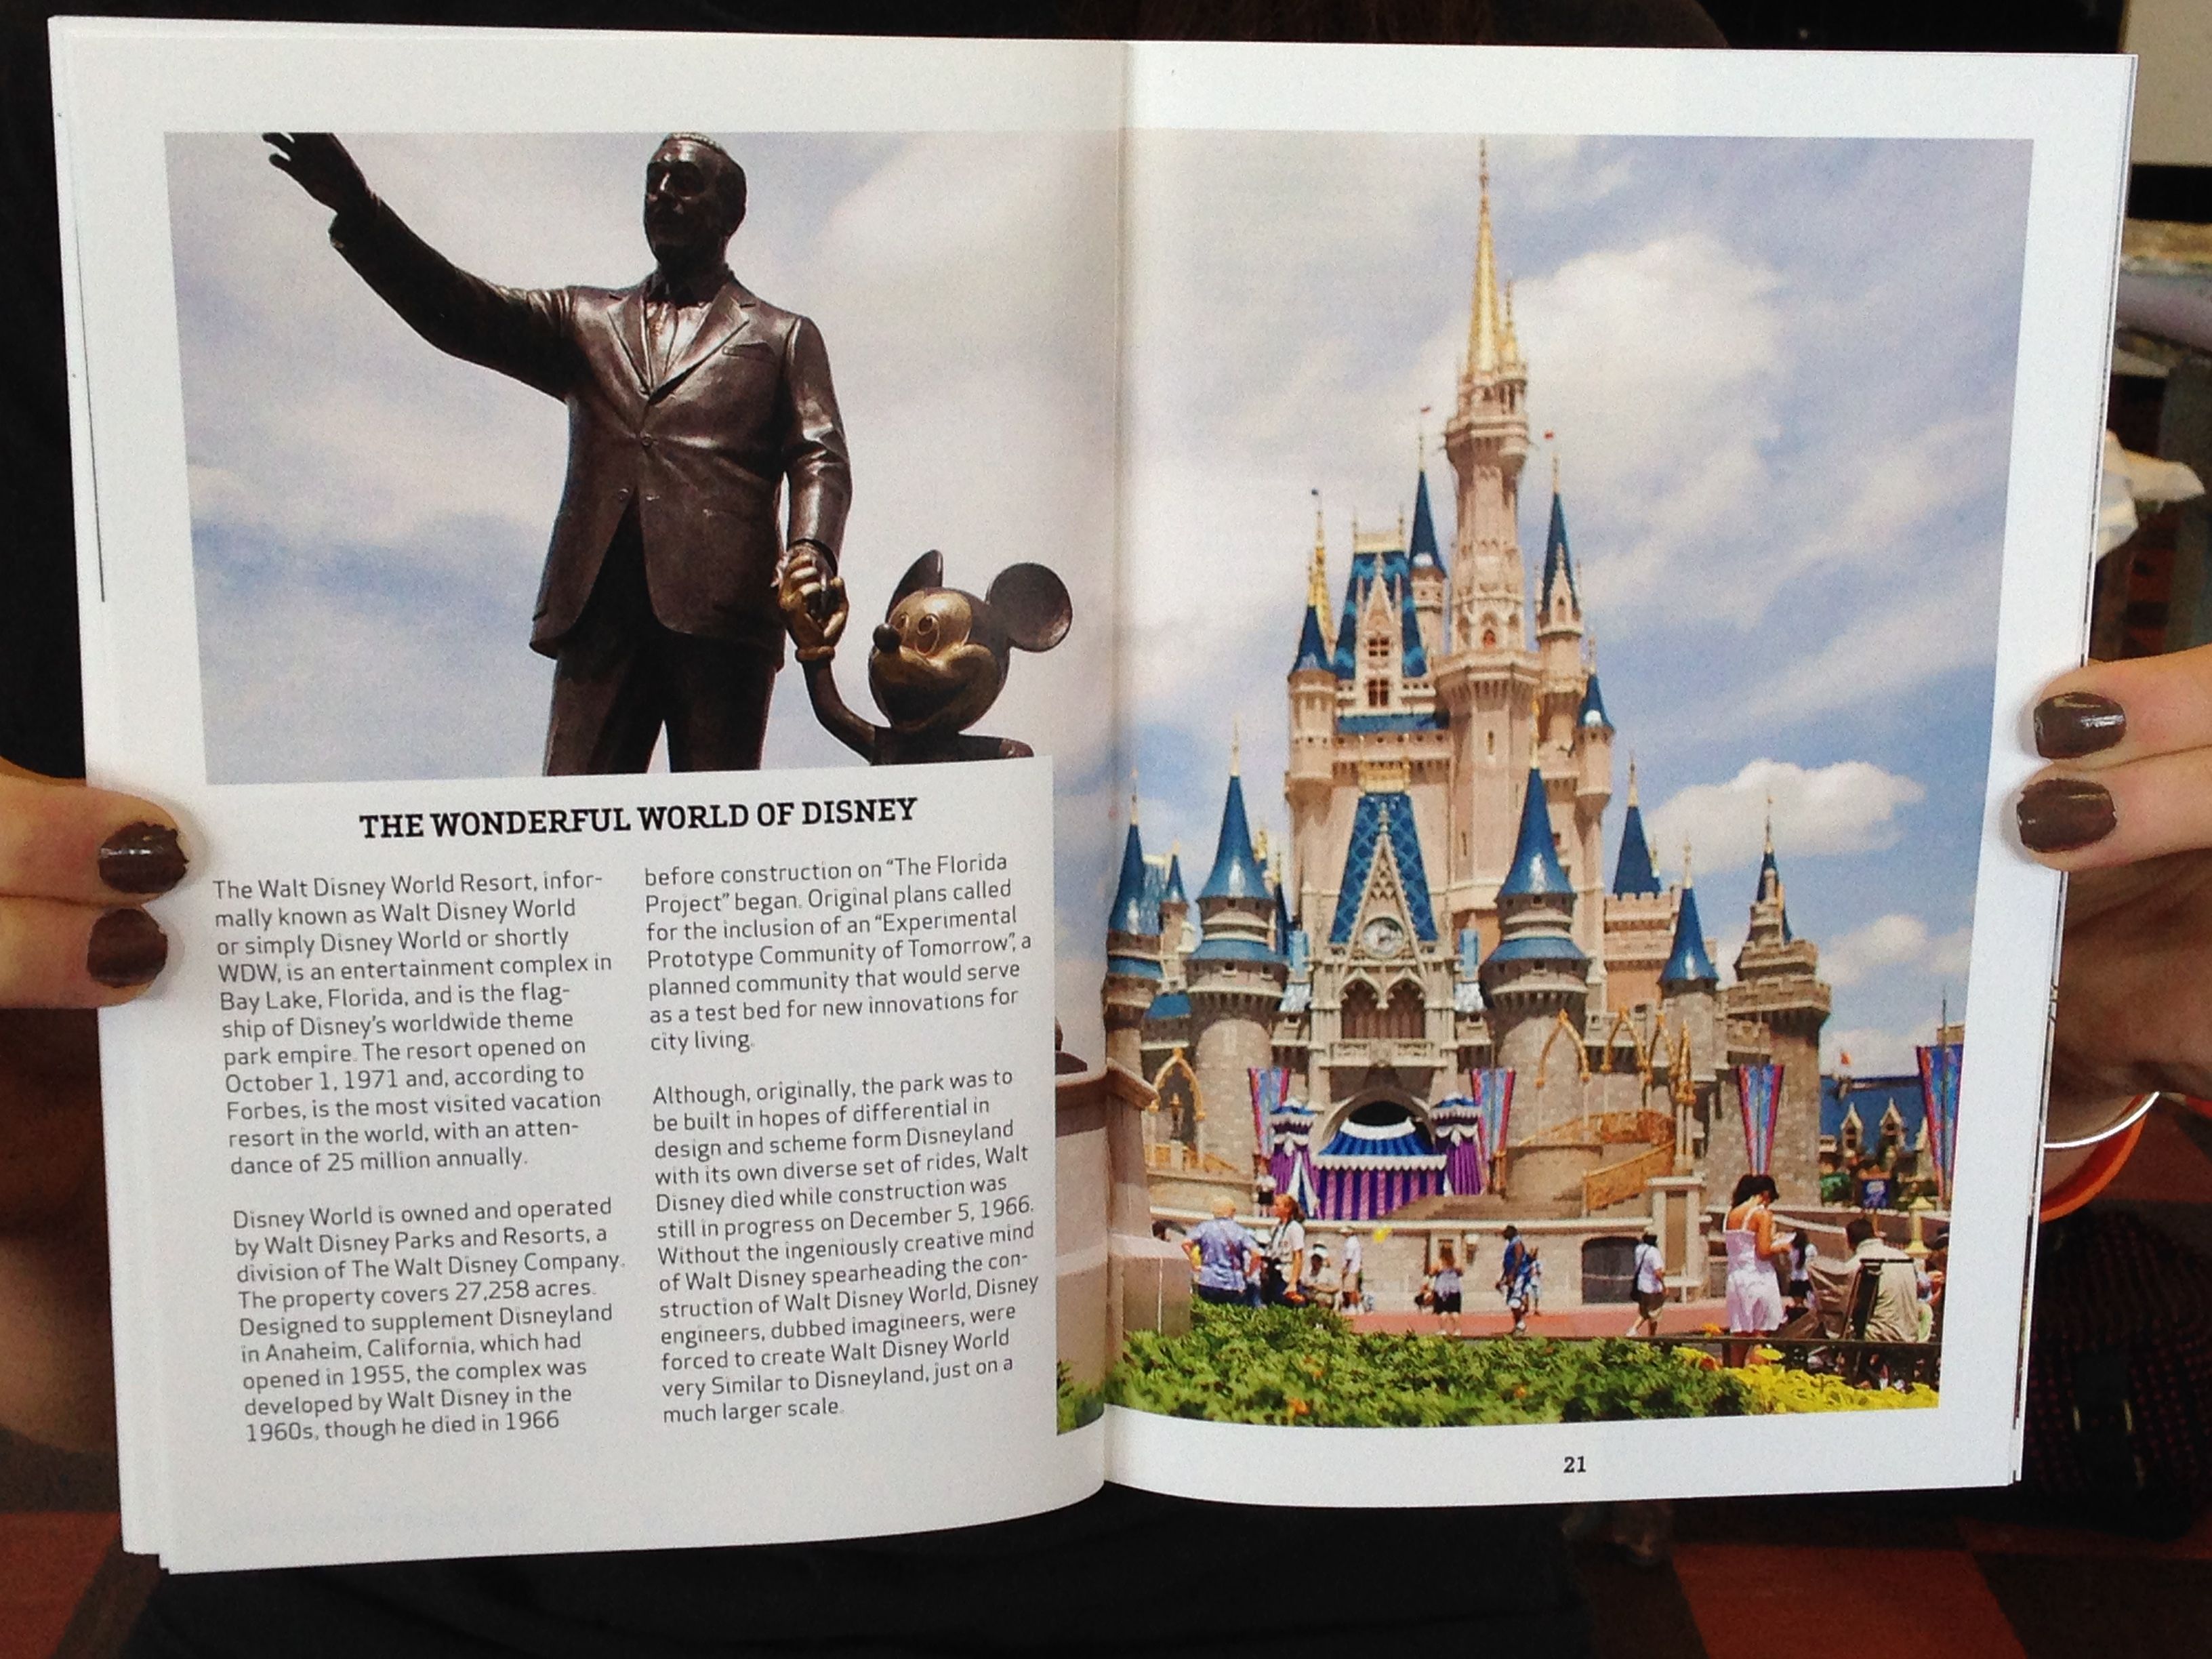 THE WONDERFUL WORLD OF DISNEY
The Walt Disney World Resort, infor-
mally known as Walt Disney World
or simply Disney World or shortly
WDW, is an entertainment complex in
Bay Lake, Florida, and is the flag-
ship of Disney's worldwide theme
park empire. The resort opened on
October 1, 1971 and, according to
Forbes, is the most visited vacation
resort in the world, with an atten-
dance of 25 million annually.
Disney World is owned and operated
by Walt Disney Parks and Resorts, a
division of The Walt Disney Company.
The property covers 27,258 acres.
Designed to supplement Disneyland
in Anaheim, California, which had
opened in 1955, the complex was
developed by Walt Disney in the
1960s, though he died in 1966
before construction on "The Florida
Project" began. Original plans called
for the inclusion of an "Experimental
Prototype Community of Tomorrow", a
planned community that would serve
as a test bed for new innovations for
city living.
Although, originally, the park was to
be built in hopes of differential in
design and scheme form Disneyland
with its own diverse set of rides, Walt
Disney died while construction was
still in progress on December 5, 1966.
Without the ingeniously creative mind
of Walt Disney spearheading the con-
struction of Walt Disney World, Disney
engineers, dubbed imagineers, were
forced to create Walt Disney World
very Similar to Disneyland, just on a
much larger scale.
21